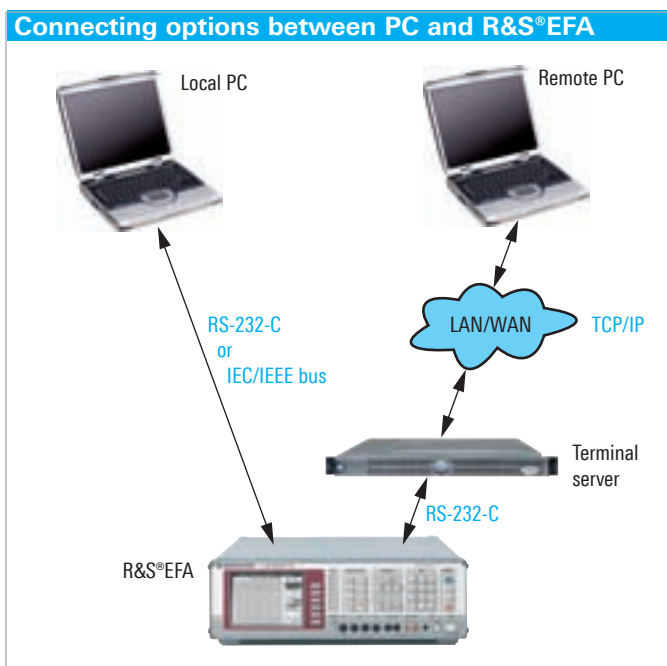 Connecting options between PC and R&S®EFA
Local PC
Remote PC
RS-232-C
or
IEC/IEEE bus
LAN/WAN
TCP/IP
Terminal
server
RS-232-C
R&S®EFA